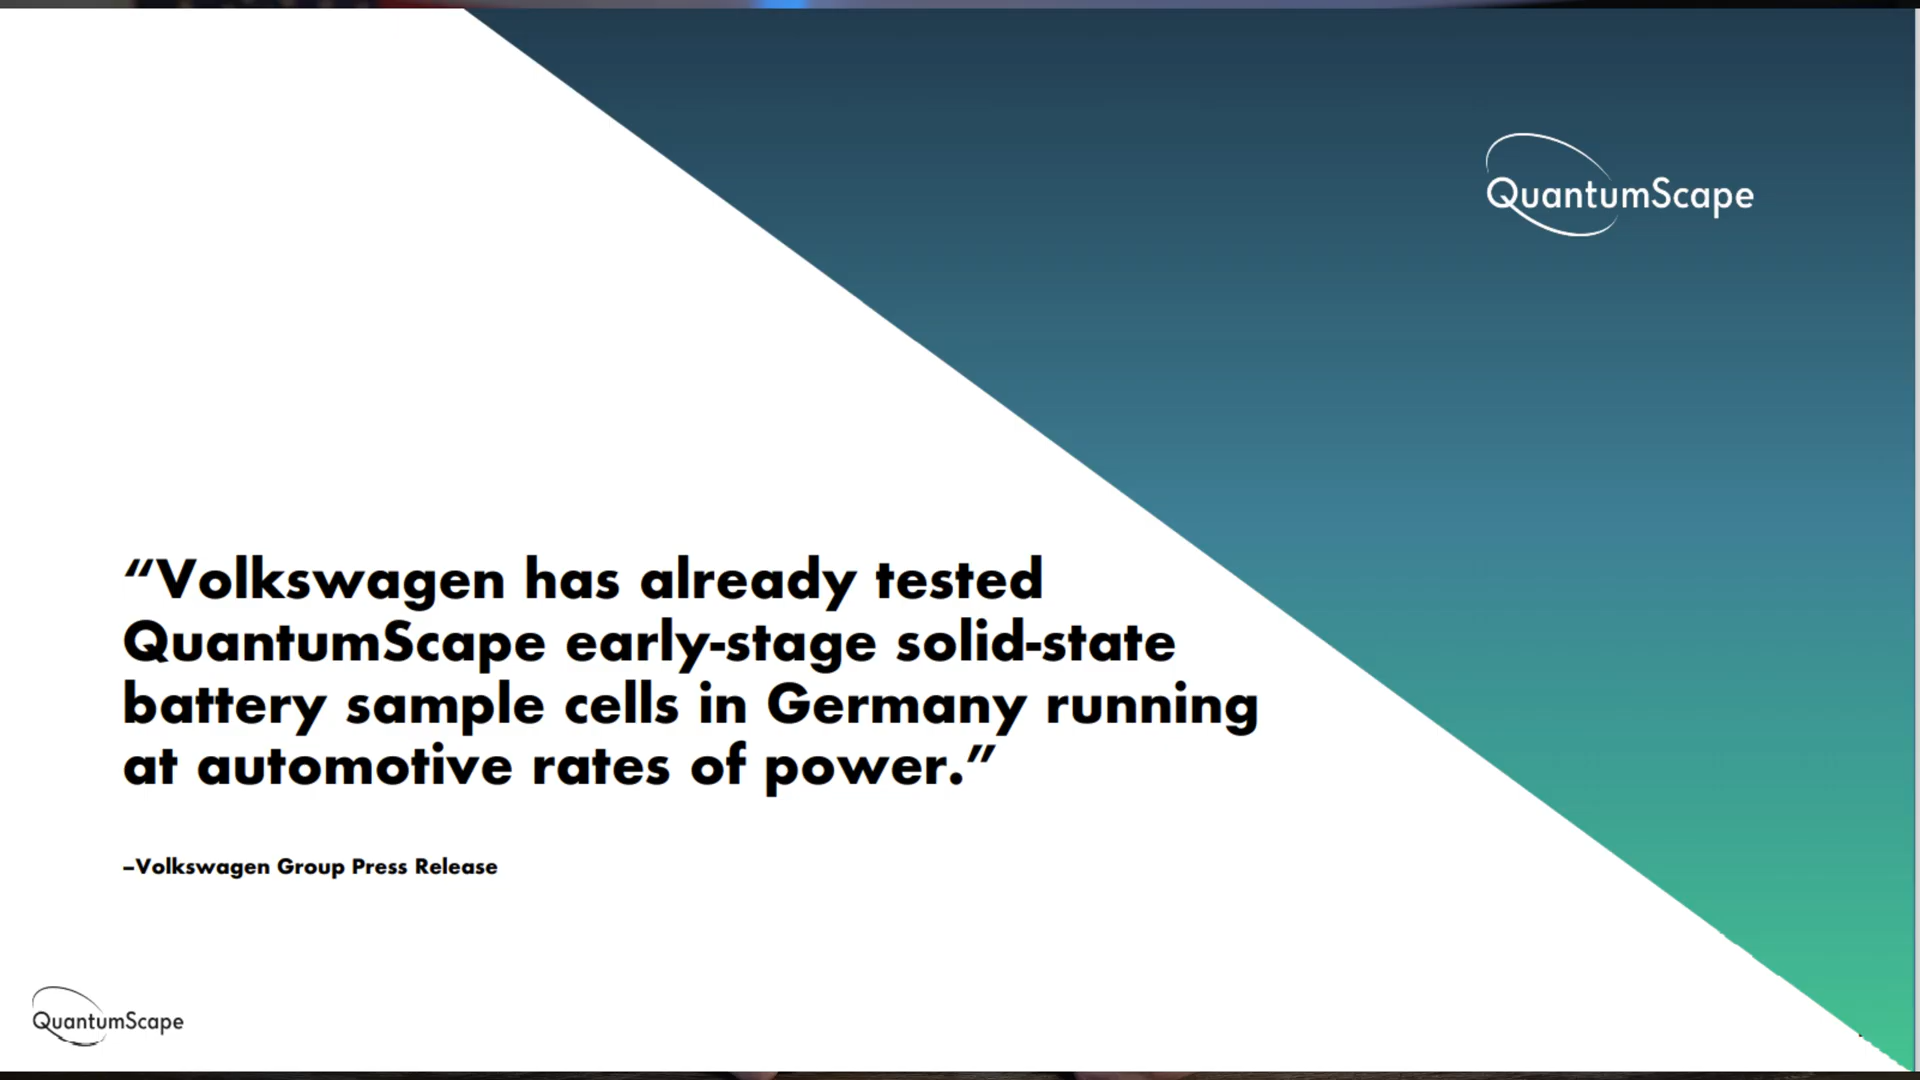 QuantumScape
“Volkswagen has already tested
QuantumScape early-stage solid-state
battery sample cells in Germany running
at automotive rates of power.”
–Volkswagen Group Press Release
QuantumScape